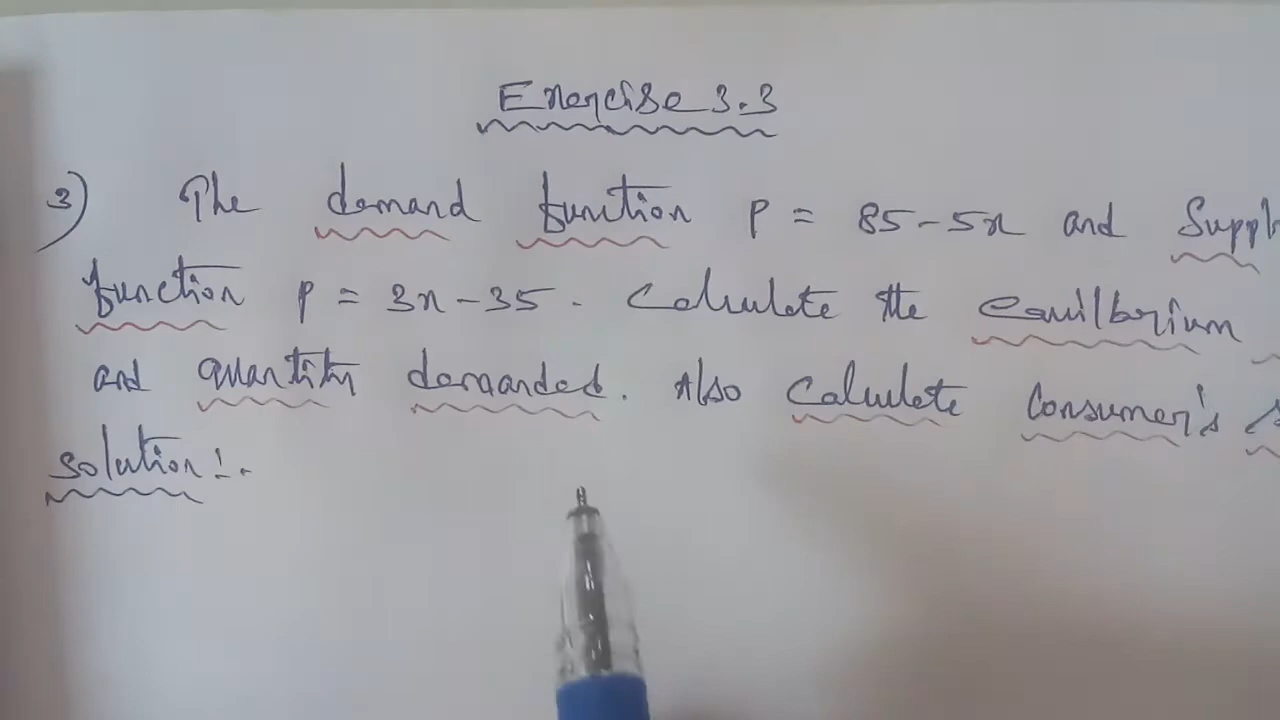 Exercise 3.3
3) The demand function P = 85-5x and Suppl
function P = 3x-35. Calculate the equilbrium
and quantity demanded. Also calculate consumer's s
Solution:-